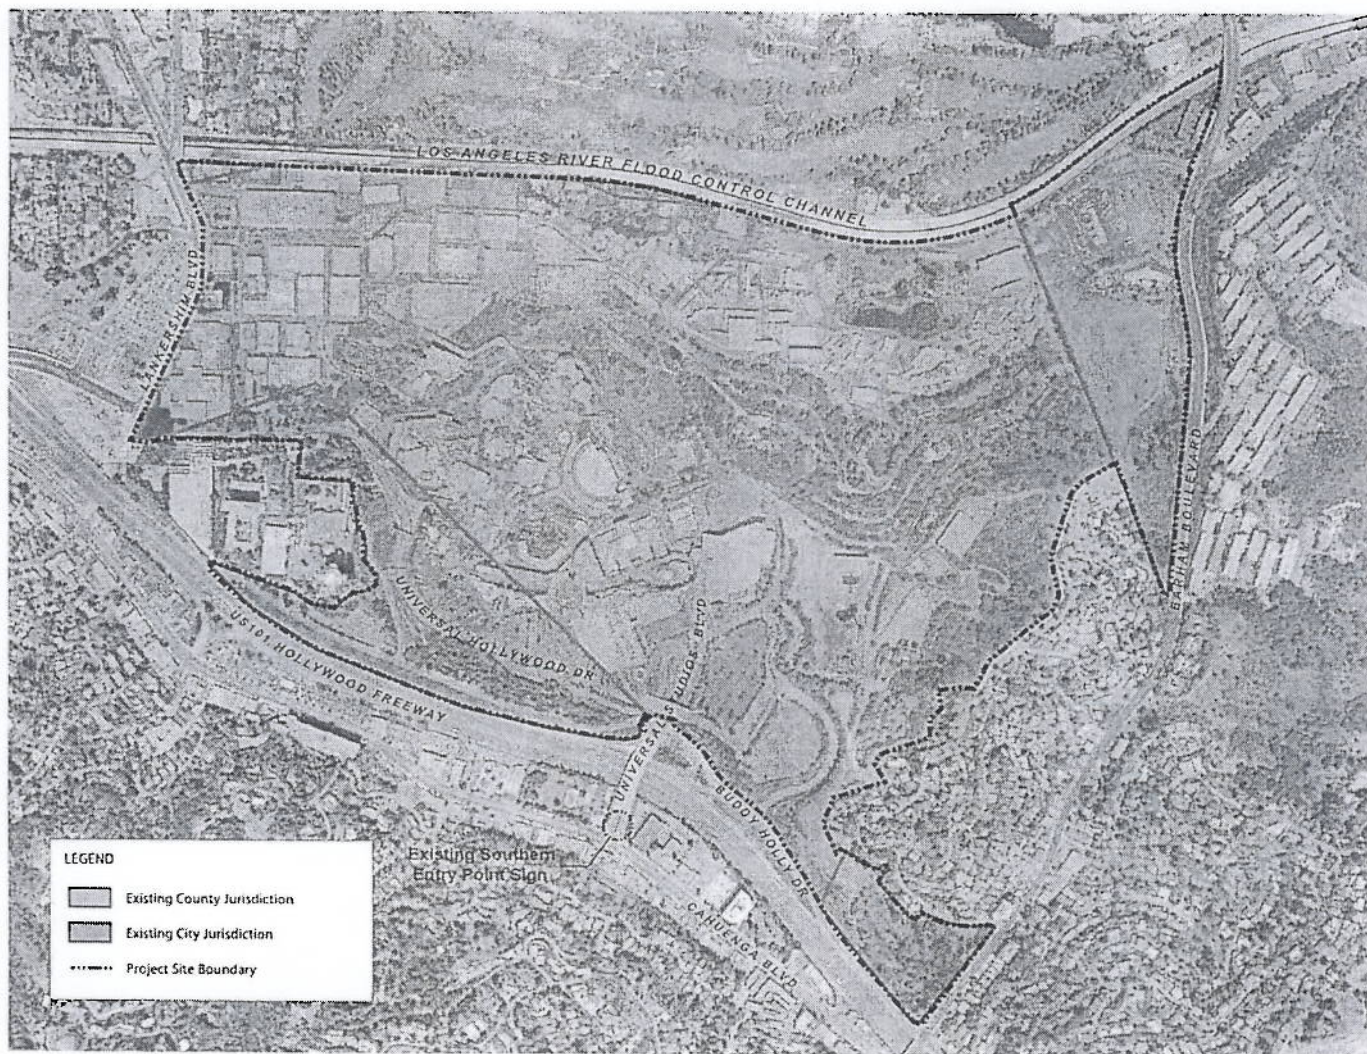 LOS ANGELES RIVER FLOOD CONTROL CHANNEL
LANKERSHIM BLVD
BARHAM BOULEVARD
UNIVERSAL HOLLYWOOD DR
US 101 HOLLYWOOD FREEWAY
UNIVERSAL STUDIOS BLVD
BUDDY HOLLY DR
CAHUENGA BLVD
Existing Southern
Entry Point Sign
LEGEND
Existing County Jurisdiction
Existing City Jurisdiction
Project Site Boundary